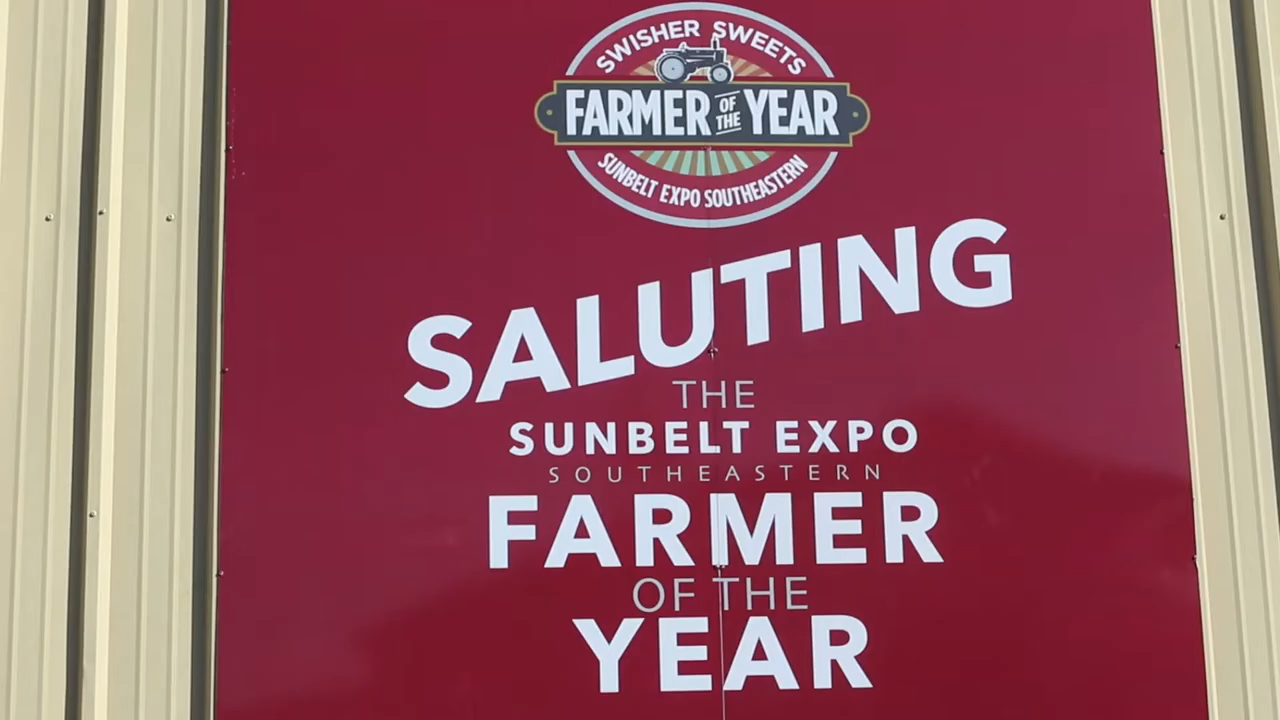 SWISHER SWEETS
FARMER OF THE YEAR
SUNBELT EXPO SOUTHEASTERN
SALUTING
THE
SUNBELT EXPO
SOUTHEASTERN
FARMER
OF THE
YEAR